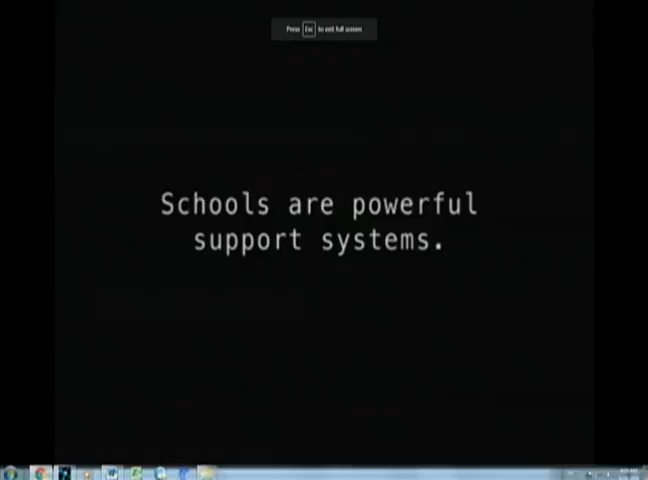 Press Esc to exit full screen
Schools are powerful
support systems.